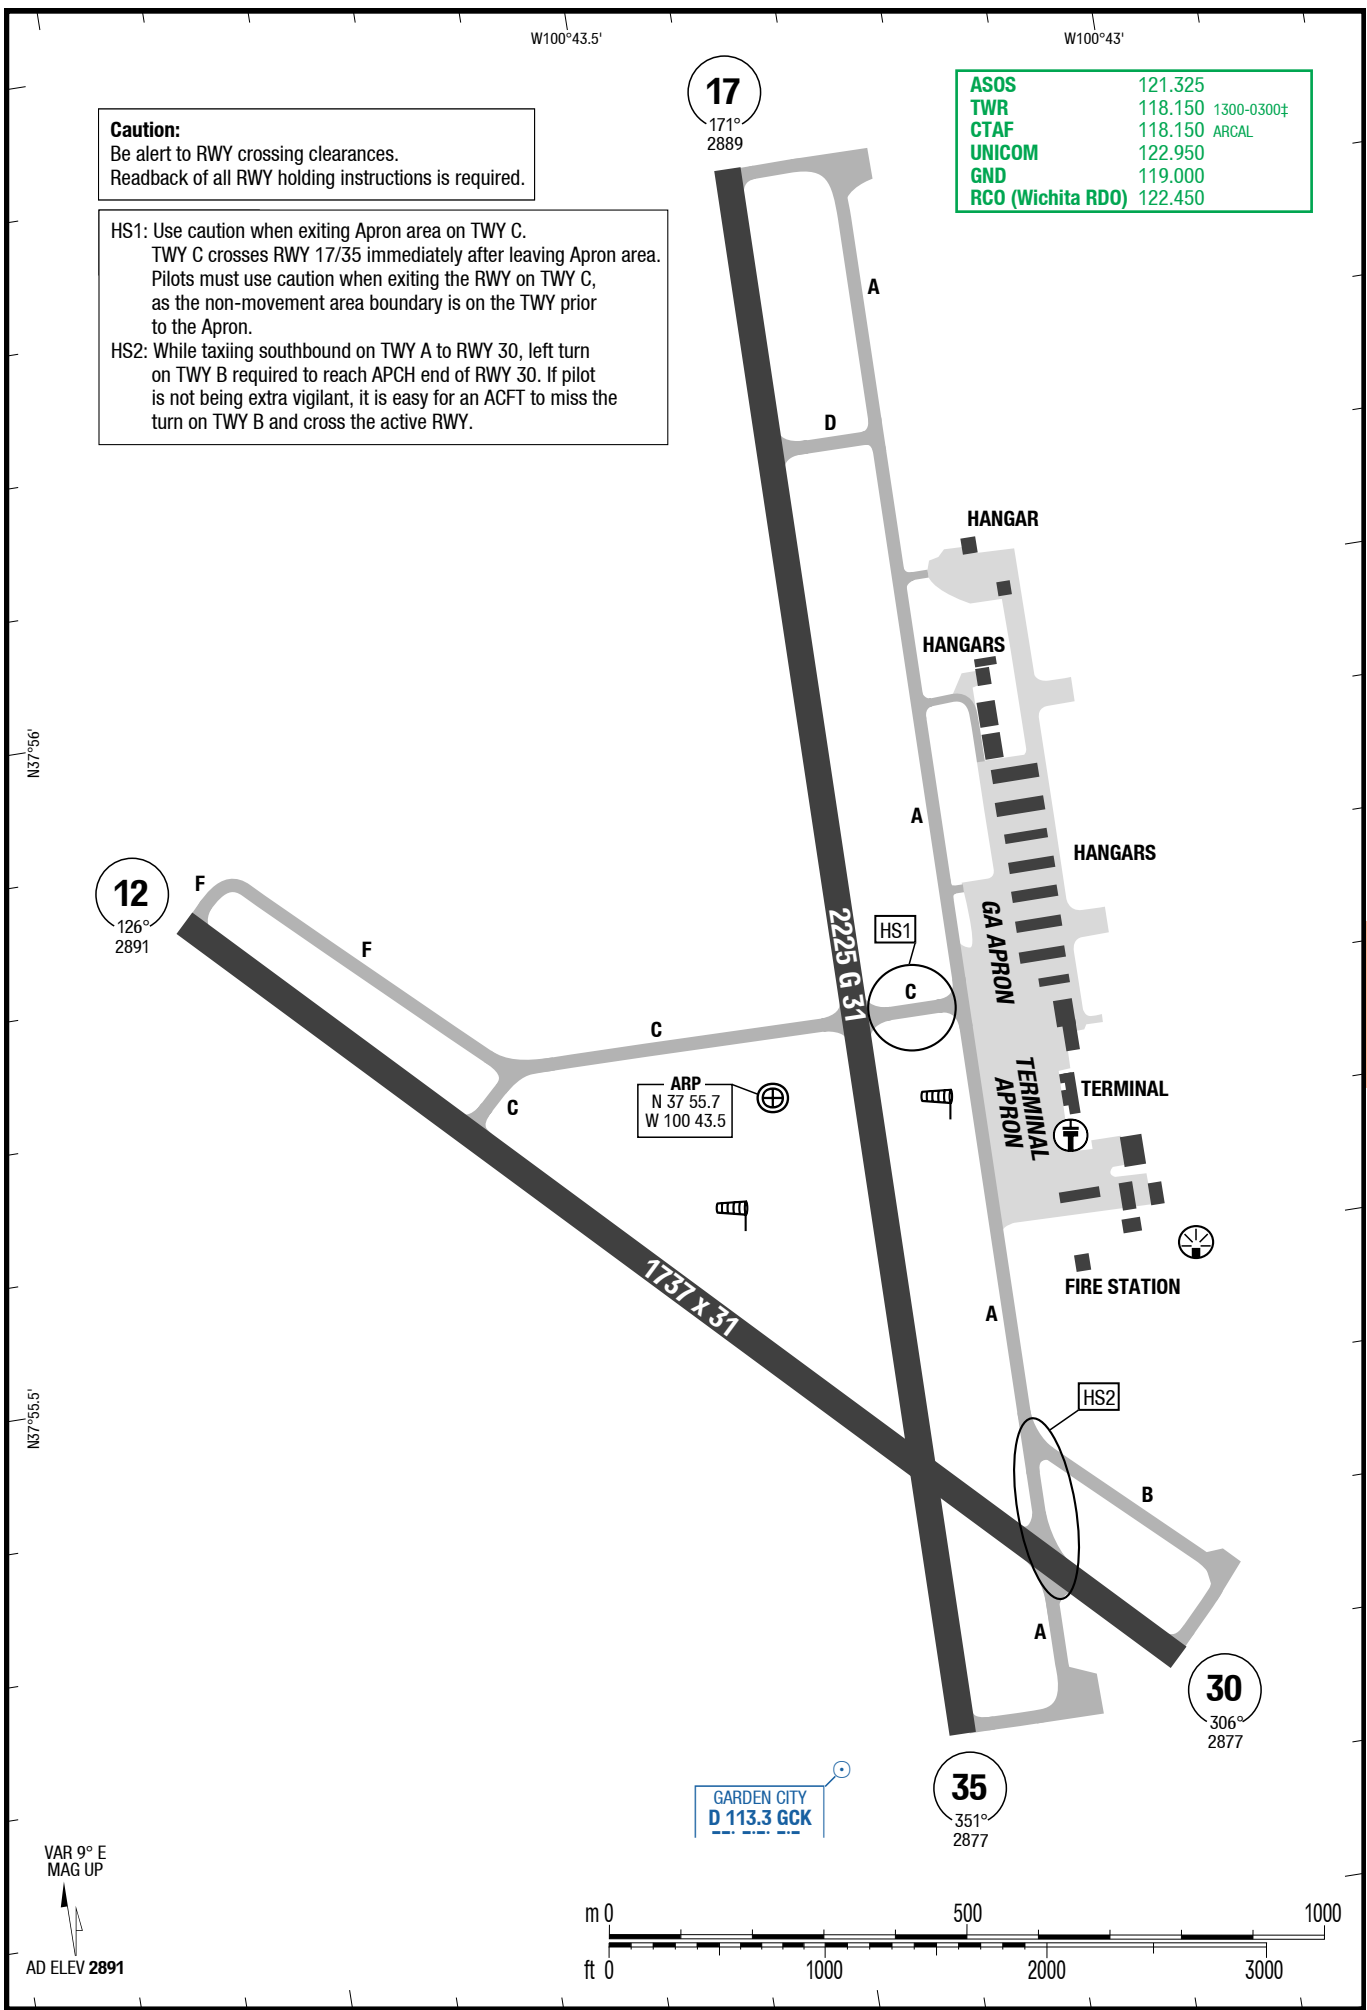 W100°43.5'
W100°43'
17
171°
2889
ASOS 121.325
TWR 118.150 1300-0300‡
CTAF 118.150 ARCAL
UNICOM 122.950
GND 119.000
RCO (Wichita RDO) 122.450
Caution:
Be alert to RWY crossing clearances.
Readback of all RWY holding instructions is required.
HS1: Use caution when exiting Apron area on TWY C.
TWY C crosses RWY 17/35 immediately after leaving Apron area.
Pilots must use caution when exiting the RWY on TWY C,
as the non-movement area boundary is on the TWY prior
to the Apron.
HS2: While taxiing southbound on TWY A to RWY 30, left turn
on TWY B required to reach APCH end of RWY 30. If pilot
is not being extra vigilant, it is easy for an ACFT to miss the
turn on TWY B and cross the active RWY.
A
D
HANGAR
HANGARS
N37°56'
A
HANGARS
12
126°
2891
F
F
2225 G 31
HS1
GA APRON
C
C
ARP
N 37 55.7
W 100 43.5
C
TERMINAL
APRON
TERMINAL
FIRE STATION
1737 x 31
A
N37°55.5'
HS2
B
A
30
306°
2877
35
351°
2877
GARDEN CITY
D 113.3 GCK
VAR 9° E
MAG UP
AD ELEV 2891
m 0 500 1000
ft 0 1000 2000 3000